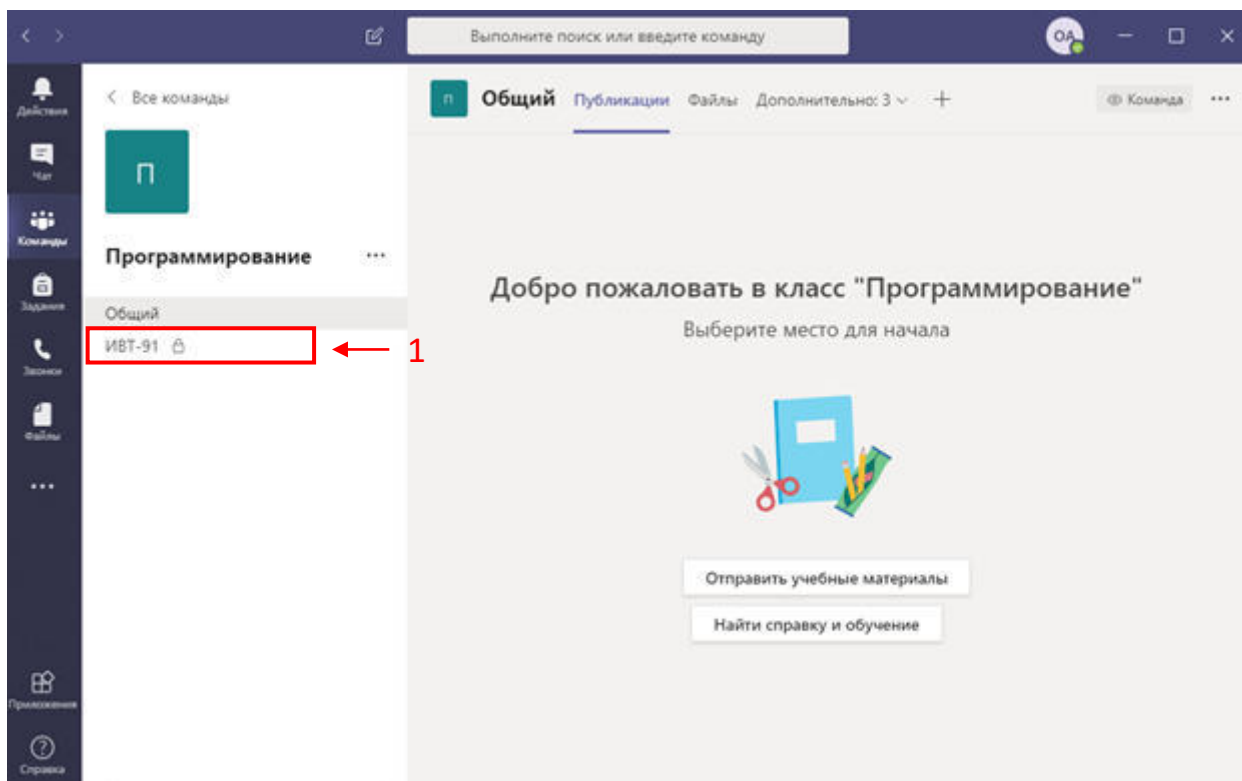 Выполните поиск или введите команду
ОА
Действия
Чат
Команды
Задания
Звонки
Файлы
Приложения
Справка
Все команды
П
Программирование
Общий
ИВТ-91
1
п Общий Публикации Файлы Дополнительно: 3 Команда
Добро пожаловать в класс "Программирование"
Выберите место для начала
Отправить учебные материалы
Найти справку и обучение